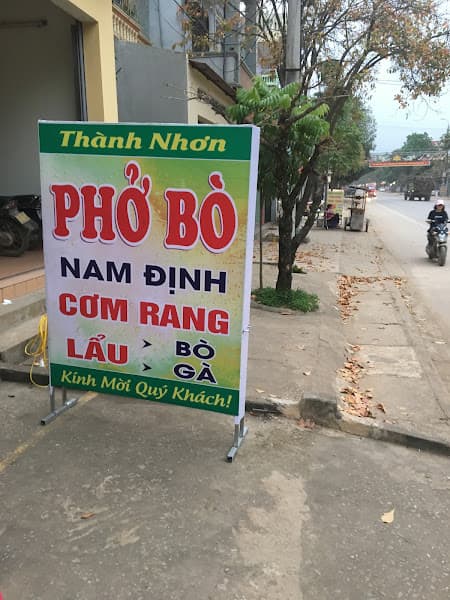 Thành Nhơn
PHỞ BÒ
NAM ĐỊNH
CƠM RANG
LẨU > BÒ
> GÀ
Kính Mời Quý Khách!